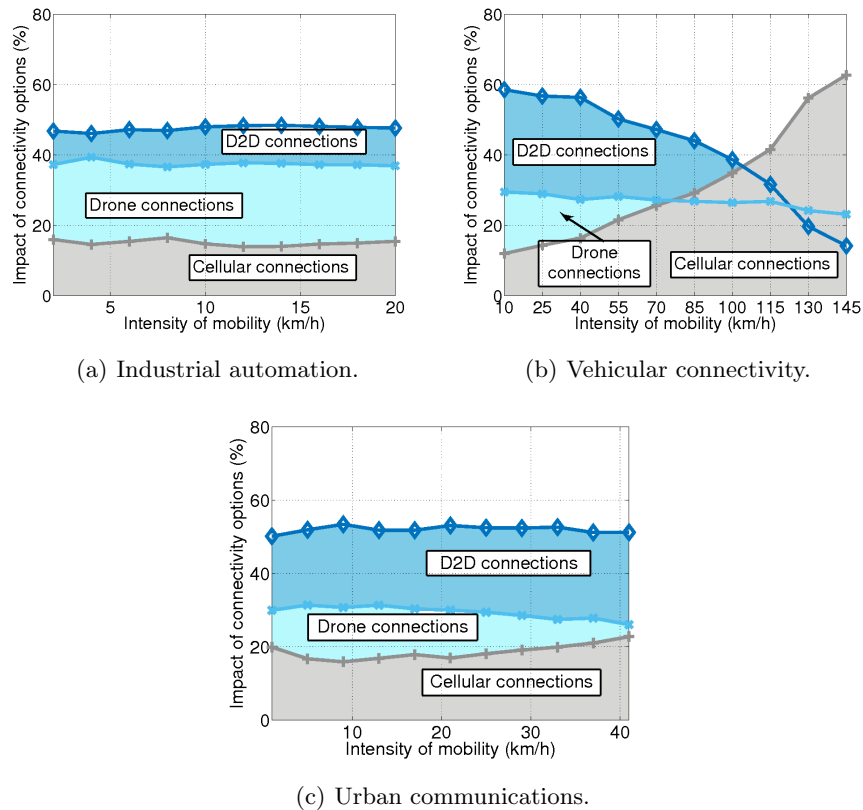 Impact of connectivity options (%)
80
60
40
20
0
D2D connections
Drone connections
Cellular connections
5 10 15 20
Intensity of mobility (km/h)
(a) Industrial automation.
Impact of connectivity options (%)
80
60
40
20
0
D2D connections
Drone
connections
Cellular connections
10 25 40 55 70 85 100 115 130 145
Intensity of mobility (km/h)
(b) Vehicular connectivity.
Impact of connectivity options (%)
80
60
40
20
0
D2D connections
Drone connections
Cellular connections
10 20 30 40
Intensity of mobility (km/h)
(c) Urban communications.